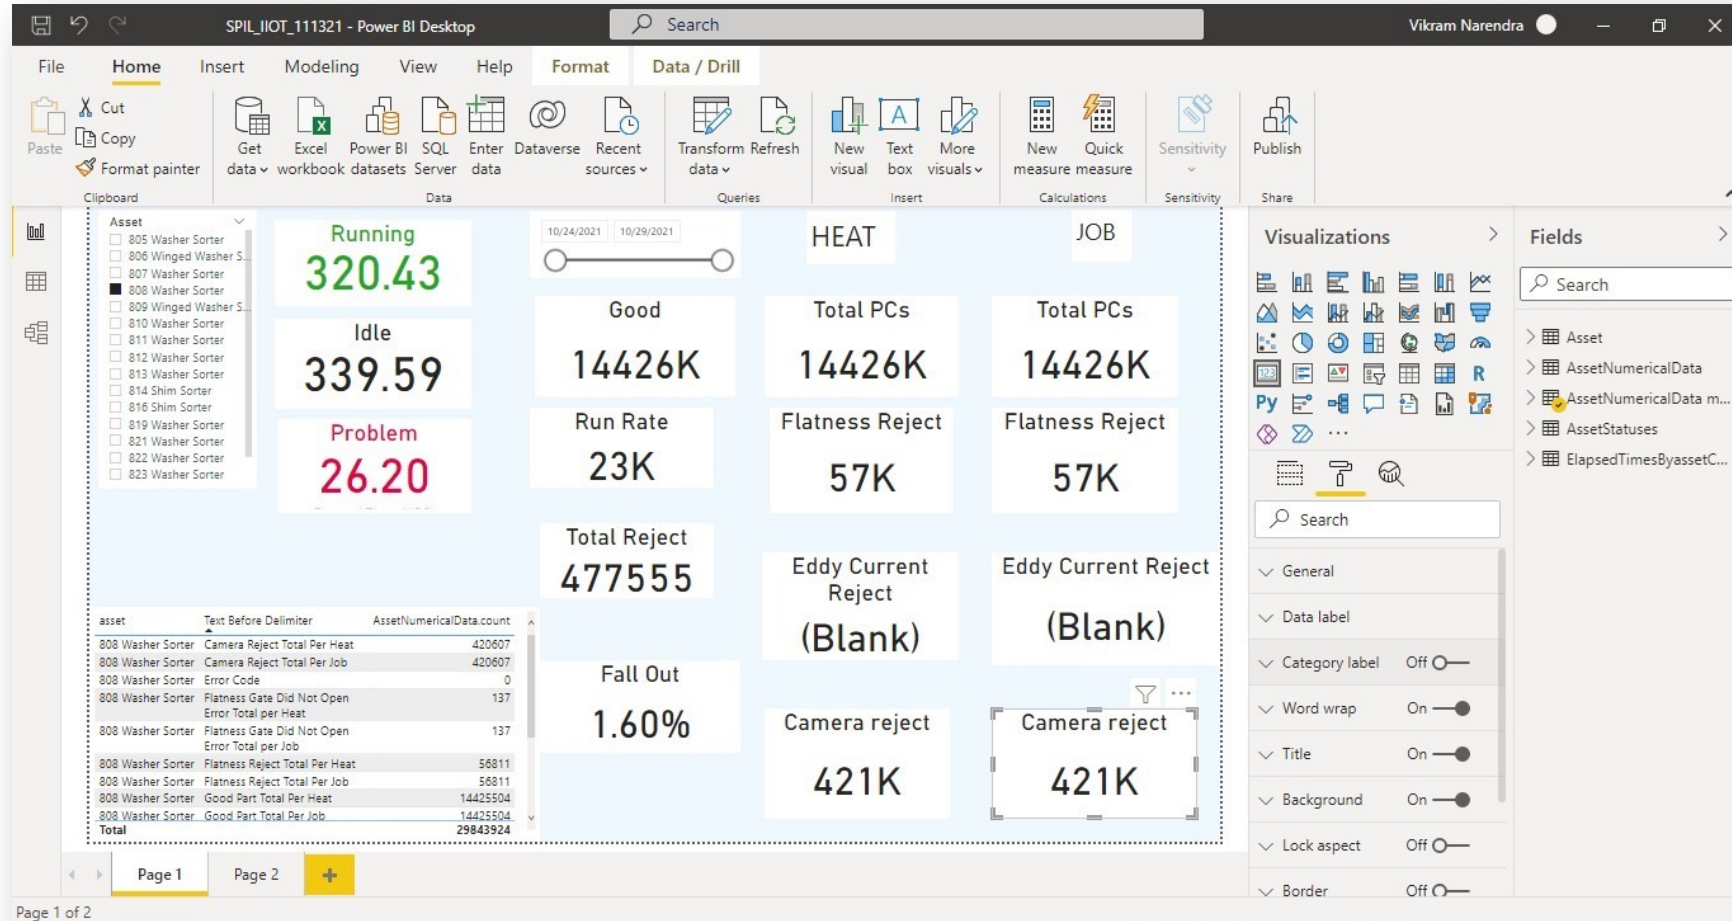 SPIL_IIOT_111321 - Power BI Desktop
Search
Vikram Narendra
File Home Insert Modeling View Help Format Data / Drill
Paste
Cut
Copy
Format painter
Clipboard
Get data
Excel workbook
Power BI datasets
SQL Server
Enter data
Dataverse
Recent sources
Data
Transform data
Refresh
Queries
New visual
Text box
More visuals
Insert
New measure
Quick measure
Calculations
Sensitivity
Sensitivity
Publish
Share
Asset
805 Washer Sorter
806 Winged Washer S...
807 Washer Sorter
808 Washer Sorter
809 Winged Washer S...
810 Washer Sorter
811 Washer Sorter
812 Washer Sorter
813 Washer Sorter
814 Shim Sorter
816 Shim Sorter
819 Washer Sorter
821 Washer Sorter
822 Washer Sorter
823 Washer Sorter
Running
320.43
Idle
339.59
Problem
26.20
10/24/2021 10/29/2021
Good
14426K
Run Rate
23K
Total Reject
477555
Fall Out
1.60%
HEAT
Total PCs
14426K
Flatness Reject
57K
Eddy Current
Reject
(Blank)
Camera reject
421K
JOB
Total PCs
14426K
Flatness Reject
57K
Eddy Current Reject
(Blank)
Camera reject
421K
asset Text Before Delimiter AssetNumericalData.count
808 Washer Sorter Camera Reject Total Per Heat 420607
808 Washer Sorter Camera Reject Total Per Job 420607
808 Washer Sorter Error Code 0
808 Washer Sorter Flatness Gate Did Not Open 137
Error Total per Heat
808 Washer Sorter Flatness Gate Did Not Open 137
Error Total per Job
808 Washer Sorter Flatness Reject Total Per Heat 56811
808 Washer Sorter Flatness Reject Total Per Job 56811
808 Washer Sorter Good Part Total Per Heat 14425504
808 Washer Sorter Good Part Total Per Job 14425504
Total 29843924
Visualizations
123
R
Py
Search
General
Data label
Category label Off
Word wrap On
Title On
Background On
Lock aspect Off
Border Off
Fields
Search
Asset
AssetNumericalData
AssetNumericalData m...
AssetStatuses
ElapsedTimesByassetC...
Page 1 Page 2 +
Page 1 of 2